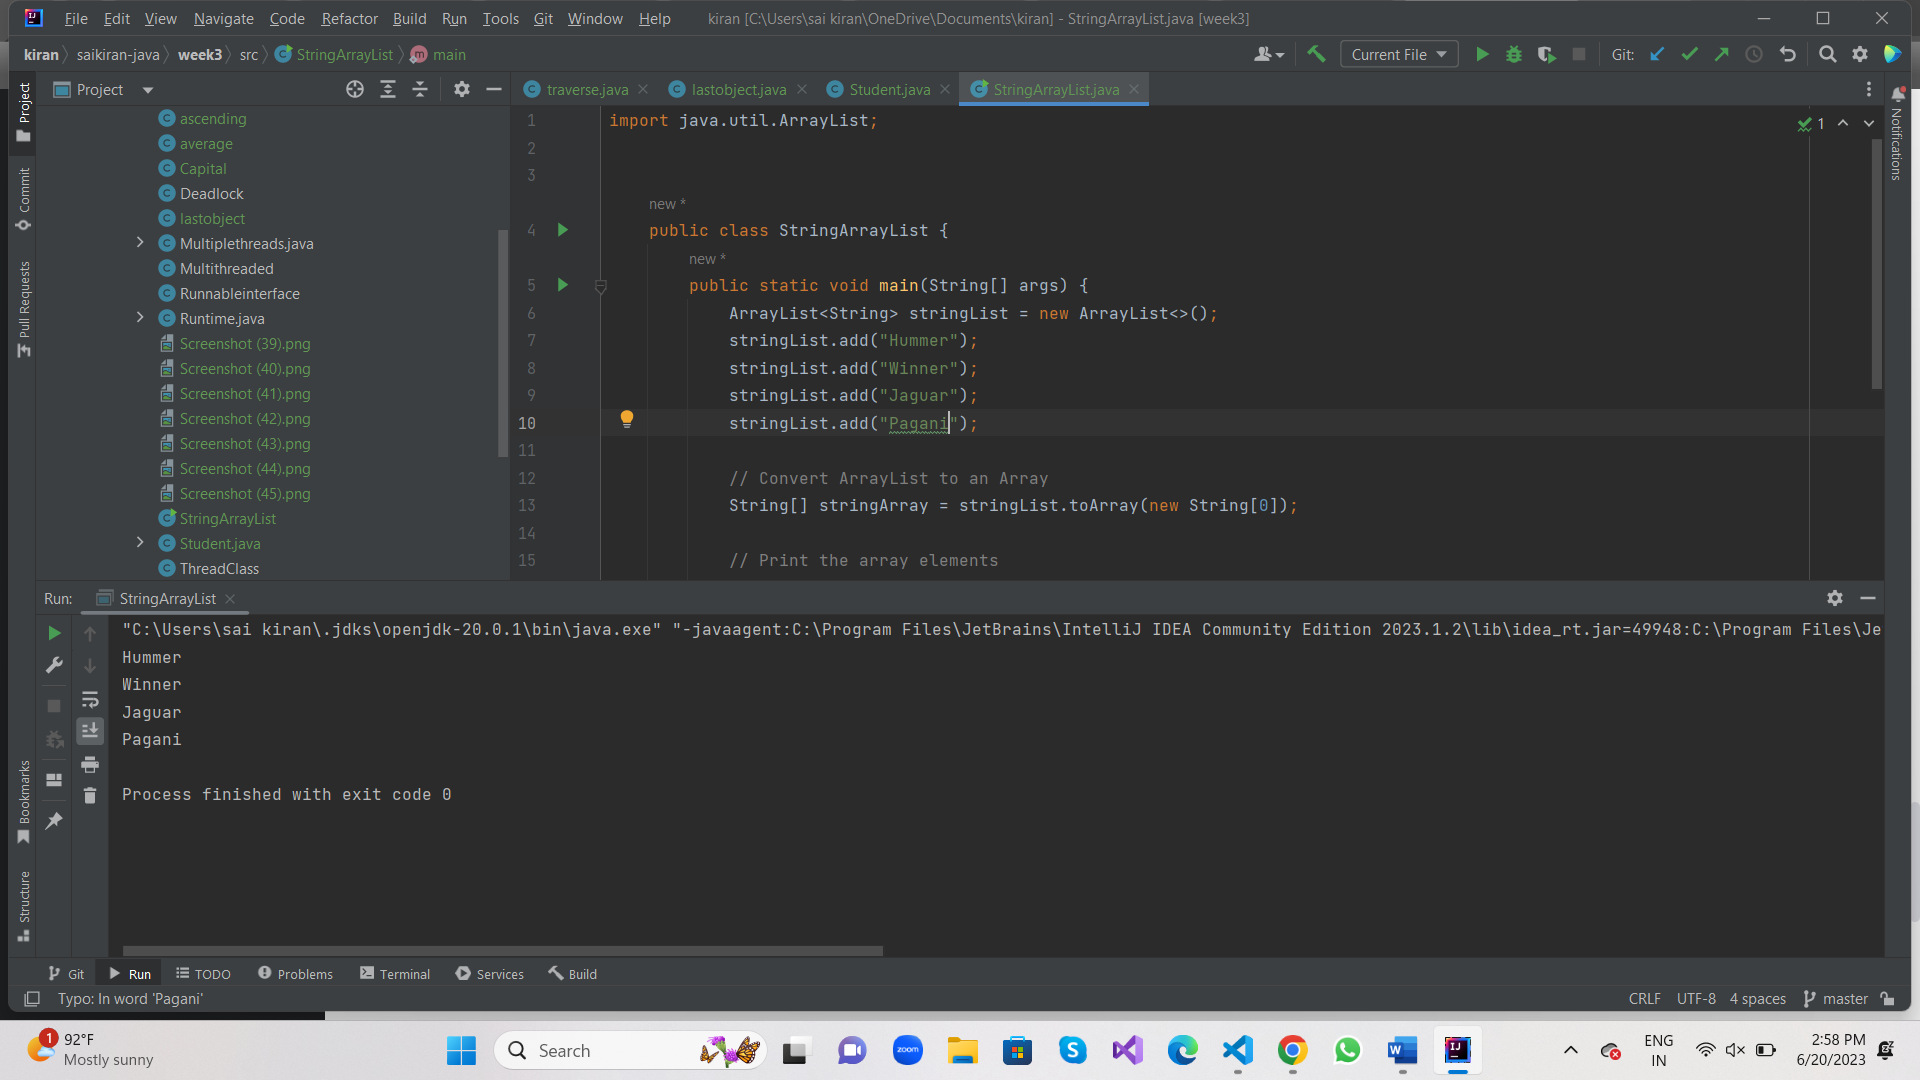 File Edit View Navigate Code Refactor Build Run Tools Git Window Help kiran [C:\Users\sai kiran\OneDrive\Documents\kiran] - StringArrayList.java [week3]
kiran saikiran-java week3 src StringArrayList main Current File Git:
Project
traverse.java lastobject.java Student.java StringArrayList.java
Project
Commit
Pull Requests
Bookmarks
Structure
Notifications
ascending
average
Capital
Deadlock
lastobject
Multiplethreads.java
Multithreaded
Runnableinterface
Runtime.java
Screenshot (39).png
Screenshot (40).png
Screenshot (41).png
Screenshot (42).png
Screenshot (43).png
Screenshot (44).png
Screenshot (45).png
StringArrayList
Student.java
ThreadClass
1 import java.util.ArrayList;
1
2
3
new *
4 public class StringArrayList {
new *
5 public static void main(String[] args) {
6 ArrayList<String> stringList = new ArrayList<>();
7 stringList.add("Hummer");
8 stringList.add("Winner");
9 stringList.add("Jaguar");
10 stringList.add("Pagani");
11
12 // Convert ArrayList to an Array
13 String[] stringArray = stringList.toArray(new String[0]);
14
15 // Print the array elements
Run: StringArrayList
"C:\Users\sai kiran\.jdks\openjdk-20.0.1\bin\java.exe" "-javaagent:C:\Program Files\JetBrains\IntelliJ IDEA Community Edition 2023.1.2\lib\idea_rt.jar=49948:C:\Program Files\Je
Hummer
Winner
Jaguar
Pagani
Process finished with exit code 0
Git Run TODO Problems Terminal Services Build
Typo: In word 'Pagani' CRLF UTF-8 4 spaces master
1 92°F
Mostly sunny
Search
zoom
ENG
IN
2:58 PM
6/20/2023